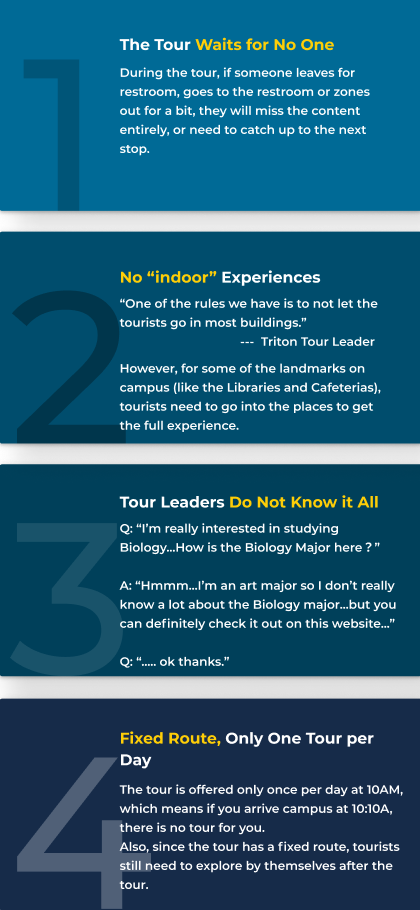 1
The Tour Waits for No One
During the tour, if someone leaves for
restroom, goes to the restroom or zones
out for a bit, they will miss the content
entirely, or need to catch up to the next
stop.
2
No “indoor” Experiences
“One of the rules we have is to not let the
tourists go in most buildings.”
--- Triton Tour Leader
However, for some of the landmarks on
campus (like the Libraries and Cafeterias),
tourists need to go into the places to get
the full experience.
3
Tour Leaders Do Not Know it All
Q: “I’m really interested in studying
Biology...How is the Biology Major here ? ”
A: “Hmmm...I’m an art major so I don’t really
know a lot about the Biology major...but you
can definitely check it out on this website...”
Q: “..... ok thanks.”
4
Fixed Route, Only One Tour per
Day
The tour is offered only once per day at 10AM,
which means if you arrive campus at 10:10A,
there is no tour for you.
Also, since the tour has a fixed route, tourists
still need to explore by themselves after the
tour.